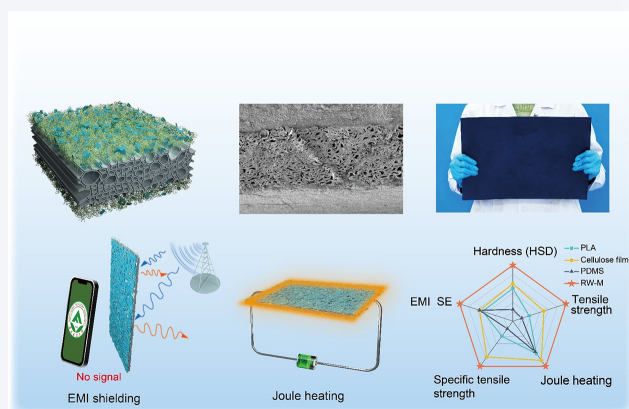 Hardness (HSD)
PLA
Cellulose film
PDMS
RW-M
EMI SE
Tensile
strength
No signal
Specific tensile
strength
Joule heating
EMI shielding
Joule heating